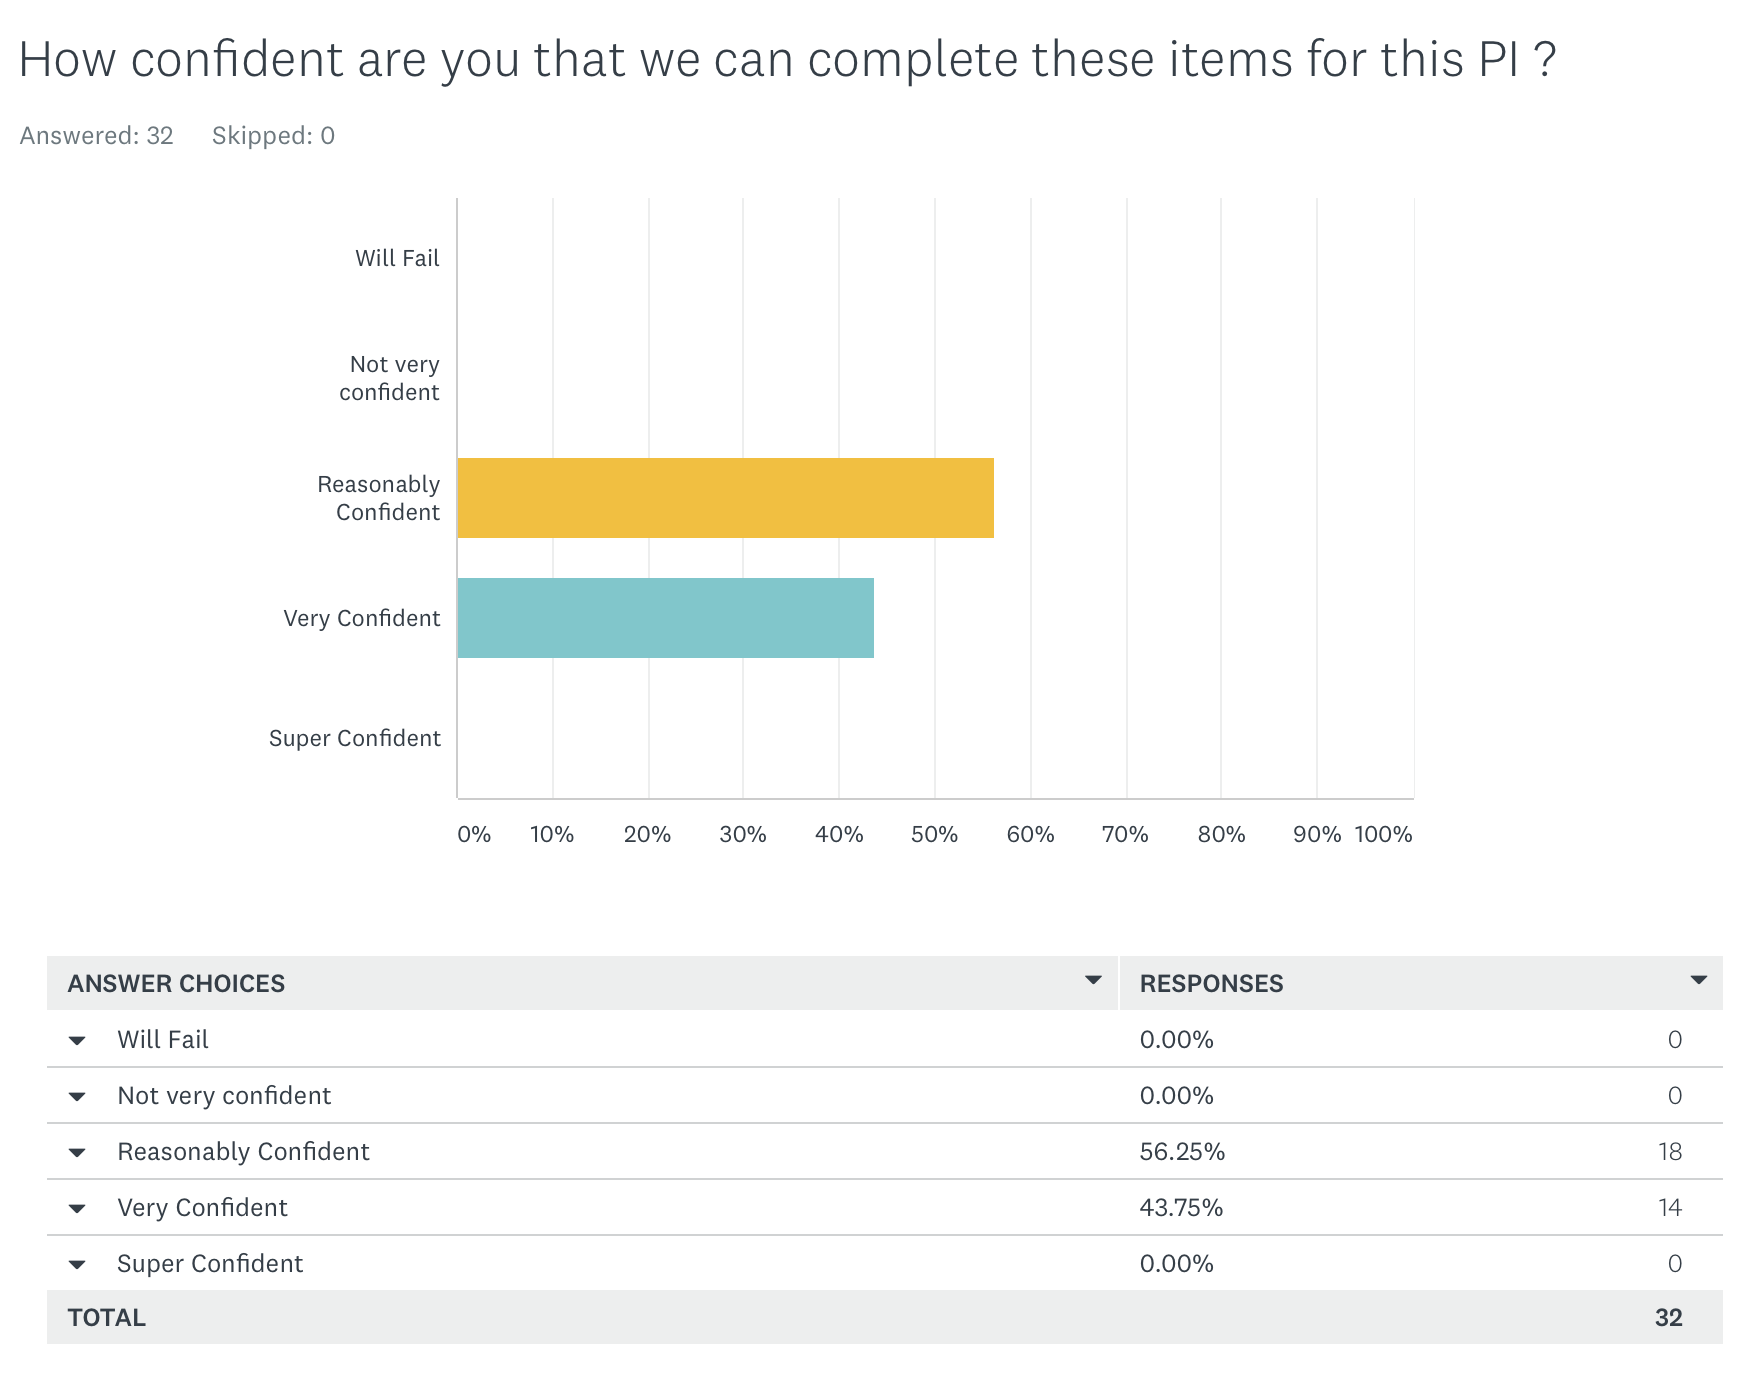 How confident are you that we can complete these items for this PI ?
Answered: 32 Skipped: 0
Will Fail
Not very
confident
Reasonably
Confident
Very Confident
Super Confident
0% 10% 20% 30% 40% 50% 60% 70% 80% 90% 100%
ANSWER CHOICES RESPONSES
Will Fail 0.00% 0
Not very confident 0.00% 0
Reasonably Confident 56.25% 18
Very Confident 43.75% 14
Super Confident 0.00% 0
TOTAL 32